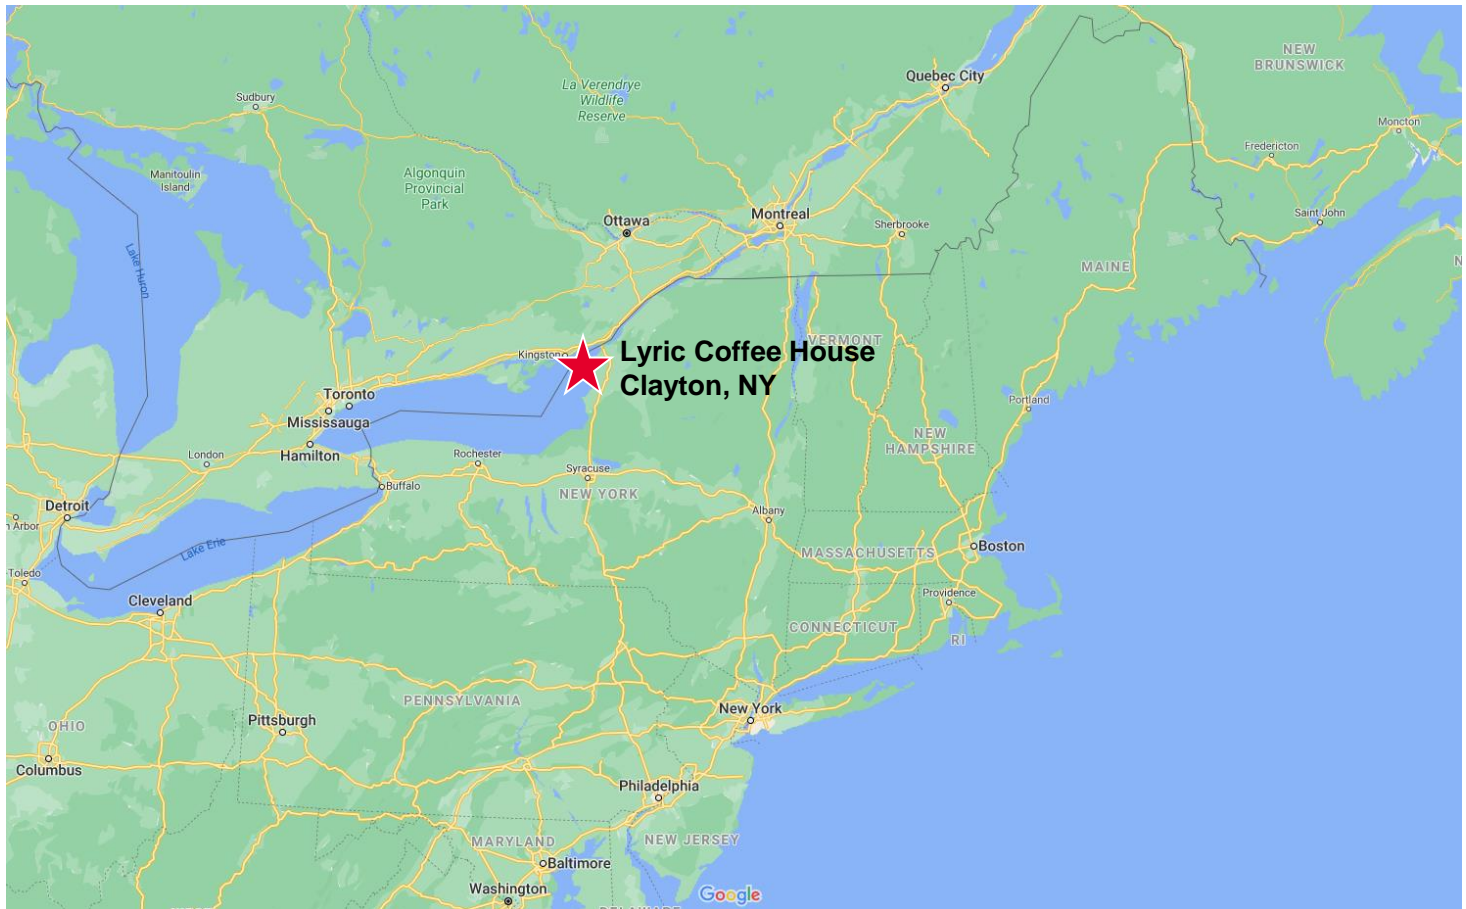 Quebec City
NEW
BRUNSWICK
La Verendrye
Wildlife
Reserve
Sudbury
Moncton
Fredericton
Manitoulin
Island
Algonquin
Provincial
Park
Ottawa
Montreal
Sherbrooke
Saint John
Lake Huron
MAINE
N
Kingston
VERMONT
Lyric Coffee House
Clayton, NY
Toronto
Mississauga
Portland
London
Hamilton
Rochester
NEW
HAMPSHIRE
Syracuse
Buffalo
NEW YORK
Detroit
n Arbor
Albany
Lake Erie
MASSACHUSETTS
Boston
Toledo
Cleveland
Providence
CONNECTICUT
RI
PENNSYLVANIA
New York
OHIO
Pittsburgh
Columbus
Philadelphia
MARYLAND
NEW JERSEY
Baltimore
Washington
Google